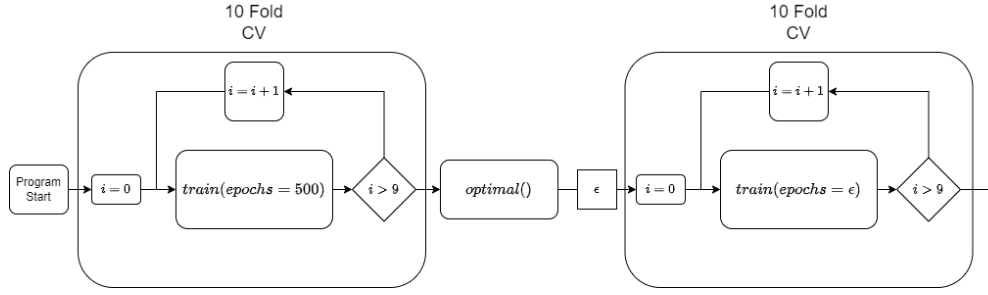 10 Fold
CV
10 Fold
CV
i = i + 1
i = i + 1
Program
Start
i = 0
train(epochs = 500)
i > 9
optimal()
ϵ
i = 0
train(epochs = ϵ)
i > 9